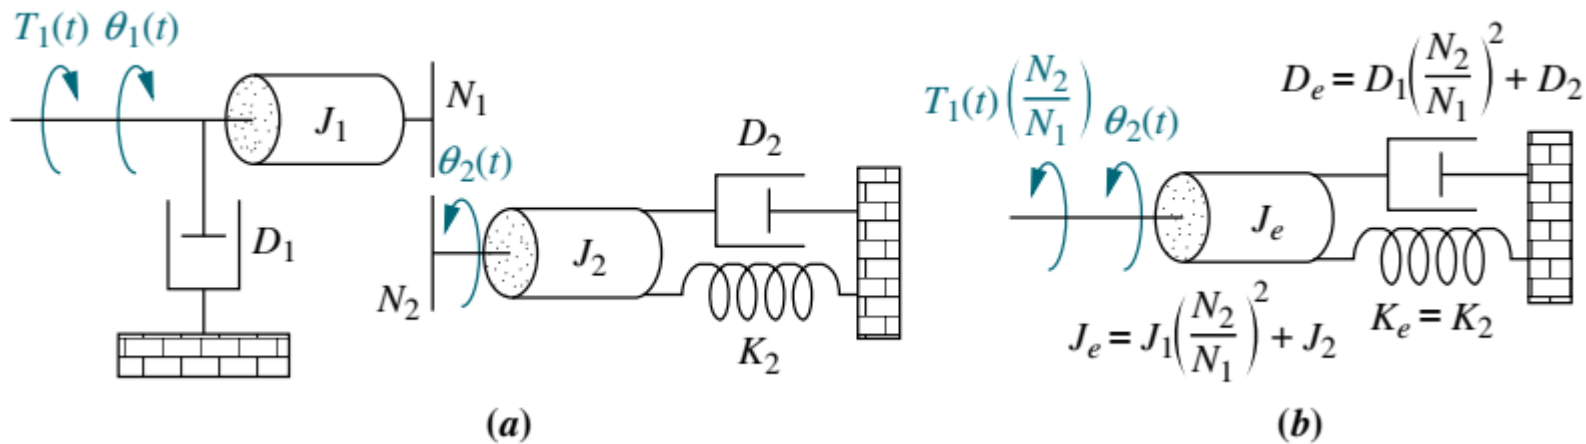 T₁(t) θ₁(t)
J₁
N₁
D₁
θ₂(t)
N₂
J₂
D₂
K₂
(a)
T₁(t) (N₂/N₁)
θ₂(t)
Jₑ
Dₑ = D₁(N₂/N₁)² + D₂
Kₑ = K₂
Jₑ = J₁(N₂/N₁)² + J₂
(b)